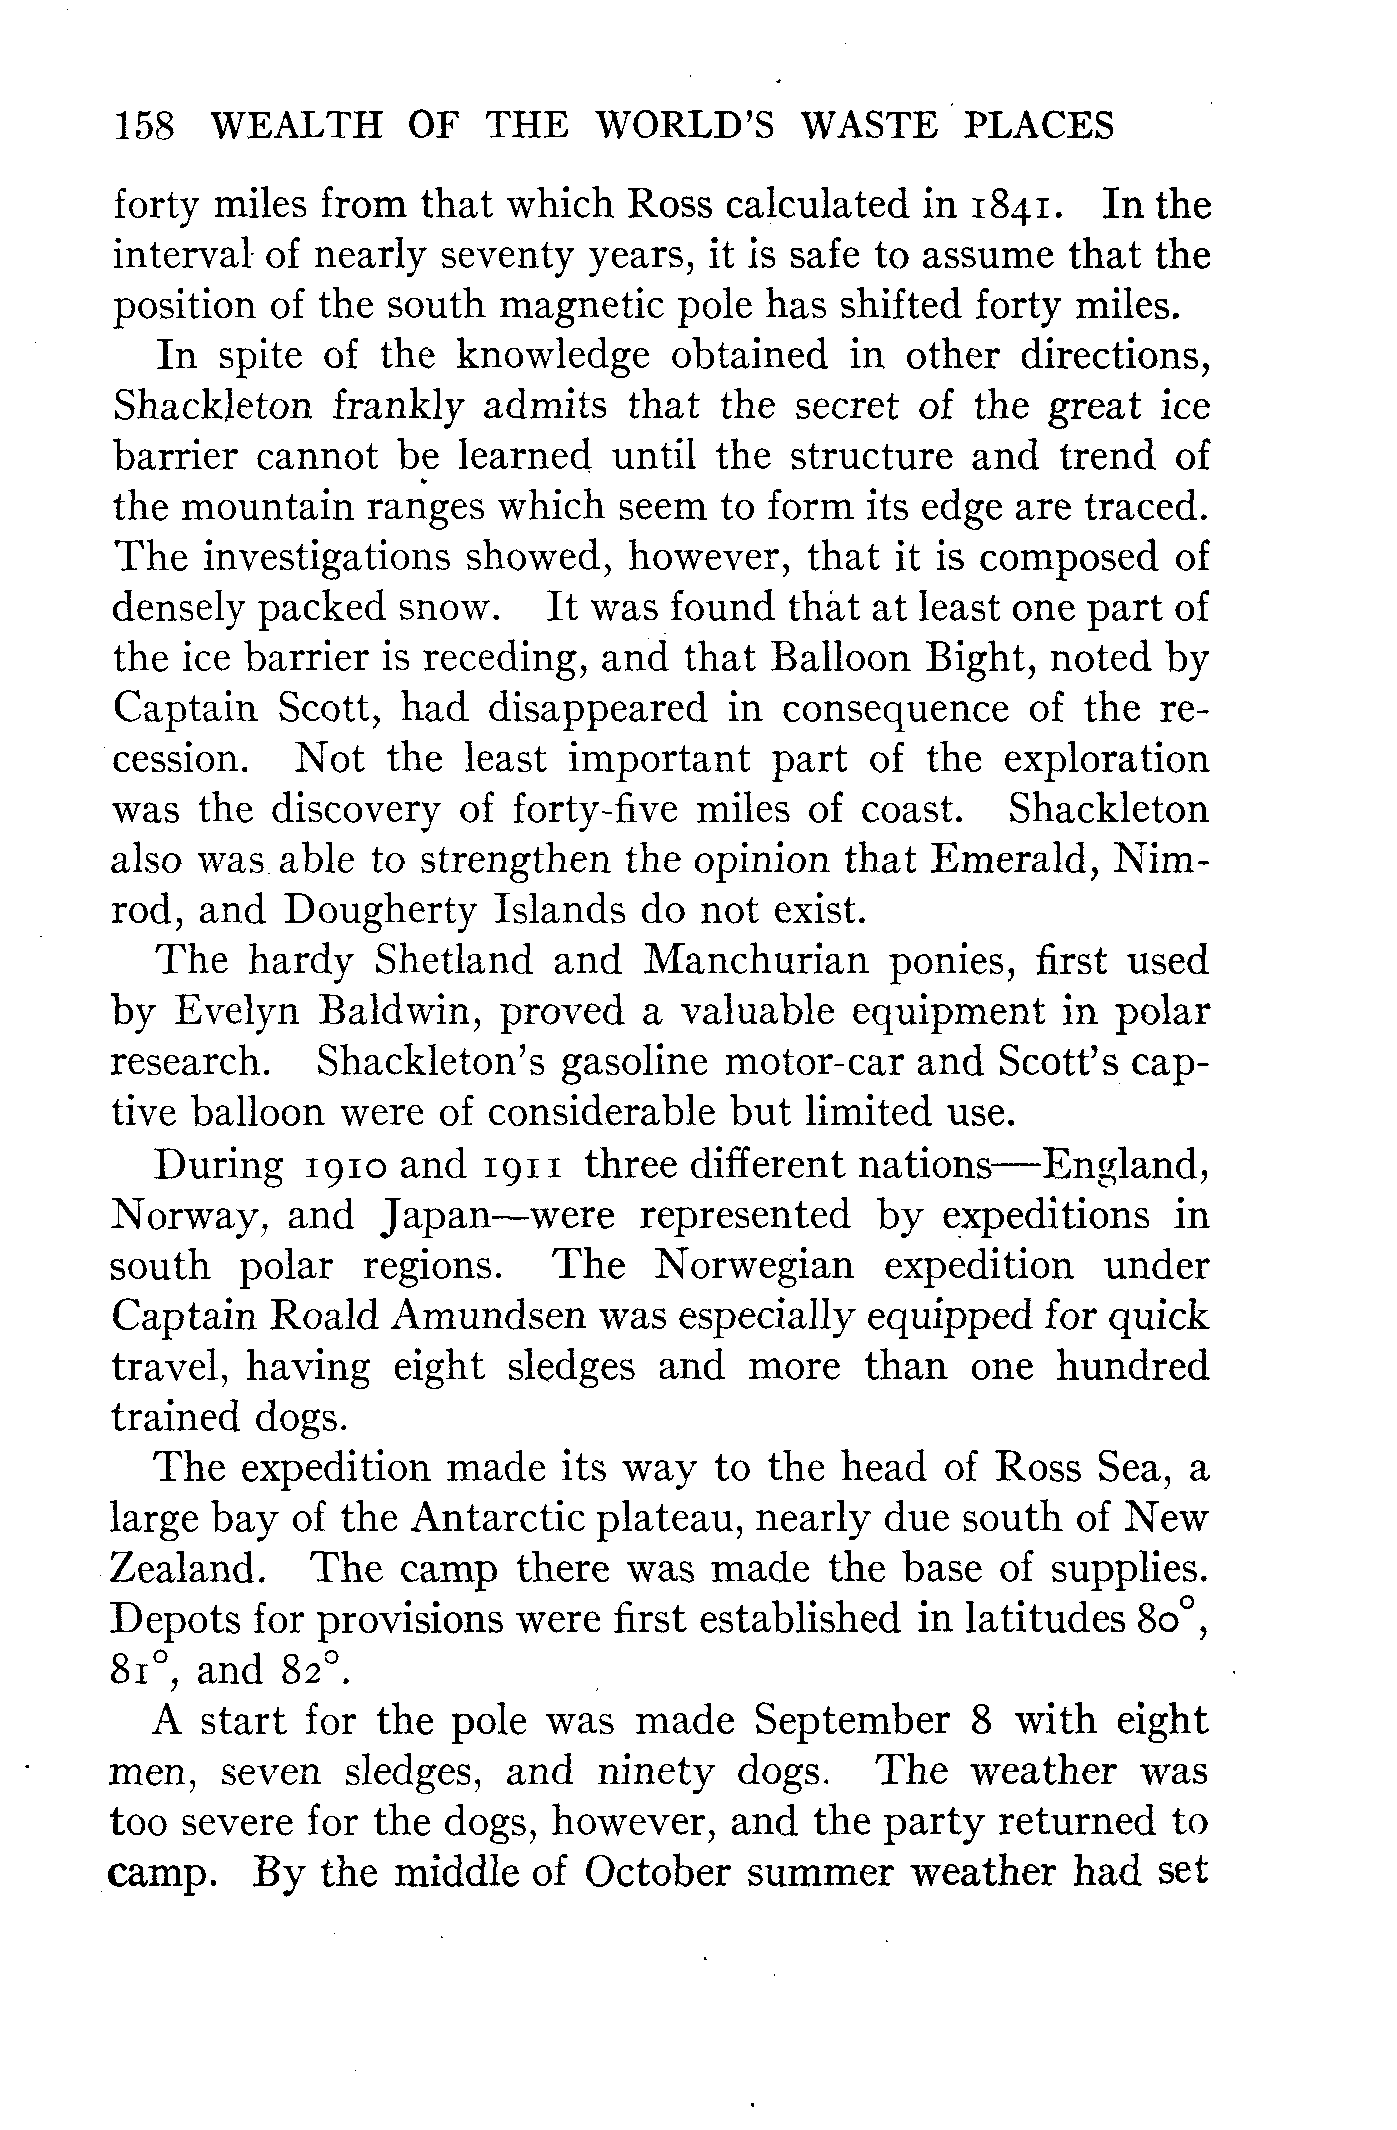 158 WEALTH OF THE WORLD'S WASTE PLACES
forty miles from that which Ross calculated in 1841. In the
interval of nearly seventy years, it is safe to assume that the
position of the south magnetic pole has shifted forty miles.
In spite of the knowledge obtained in other directions,
Shackleton frankly admits that the secret of the great ice
barrier cannot be learned until the structure and trend of
the mountain ranges which seem to form its edge are traced.
The investigations showed, however, that it is composed of
densely packed snow. It was found that at least one part of
the ice barrier is receding, and that Balloon Bight, noted by
Captain Scott, had disappeared in consequence of the re-
cession. Not the least important part of the exploration
was the discovery of forty-five miles of coast. Shackleton
also was able to strengthen the opinion that Emerald, Nim-
rod, and Dougherty Islands do not exist.
The hardy Shetland and Manchurian ponies, first used
by Evelyn Baldwin, proved a valuable equipment in polar
research. Shackleton's gasoline motor-car and Scott's cap-
tive balloon were of considerable but limited use.
During 1910 and 1911 three different nations—England,
Norway, and Japan—were represented by expeditions in
south polar regions. The Norwegian expedition under
Captain Roald Amundsen was especially equipped for quick
travel, having eight sledges and more than one hundred
trained dogs.
The expedition made its way to the head of Ross Sea, a
large bay of the Antarctic plateau, nearly due south of New
Zealand. The camp there was made the base of supplies.
Depots for provisions were first established in latitudes 80°,
81°, and 82°.
A start for the pole was made September 8 with eight
men, seven sledges, and ninety dogs. The weather was
too severe for the dogs, however, and the party returned to
camp. By the middle of October summer weather had set